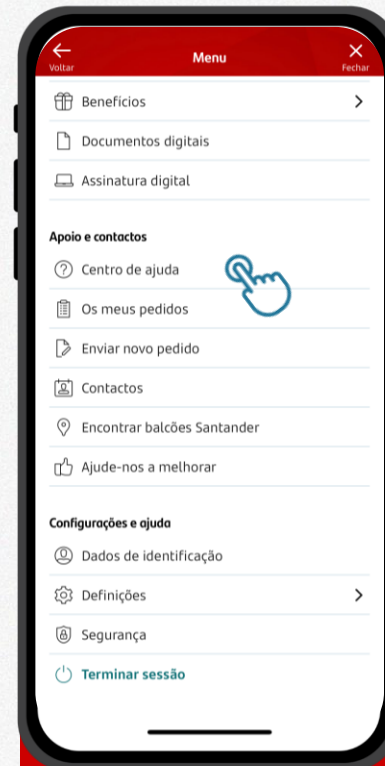 Voltar
Menu
Fechar
Benefícios
Documentos digitais
Assinatura digital
Apoio e contactos
Centro de ajuda
Os meus pedidos
Enviar novo pedido
Contactos
Encontrar balcões Santander
Ajude-nos a melhorar
Configurações e ajuda
Dados de identificação
Definições
Segurança
Terminar sessão